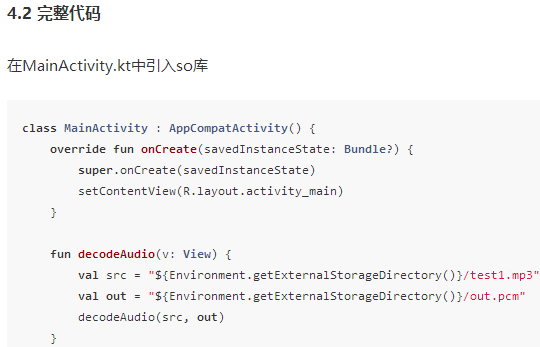 4.2 完整代码
在MainActivity.kt中引入so库
class MainActivity : AppCompatActivity() {
    override fun onCreate(savedInstanceState: Bundle?) {
        super.onCreate(savedInstanceState)
        setContentView(R.layout.activity_main)
    }

    fun decodeAudio(v: View) {
        val src = "${Environment.getExternalStorageDirectory()}/test1.mp3"
        val out = "${Environment.getExternalStorageDirectory()}/out.pcm"
        decodeAudio(src, out)
    }